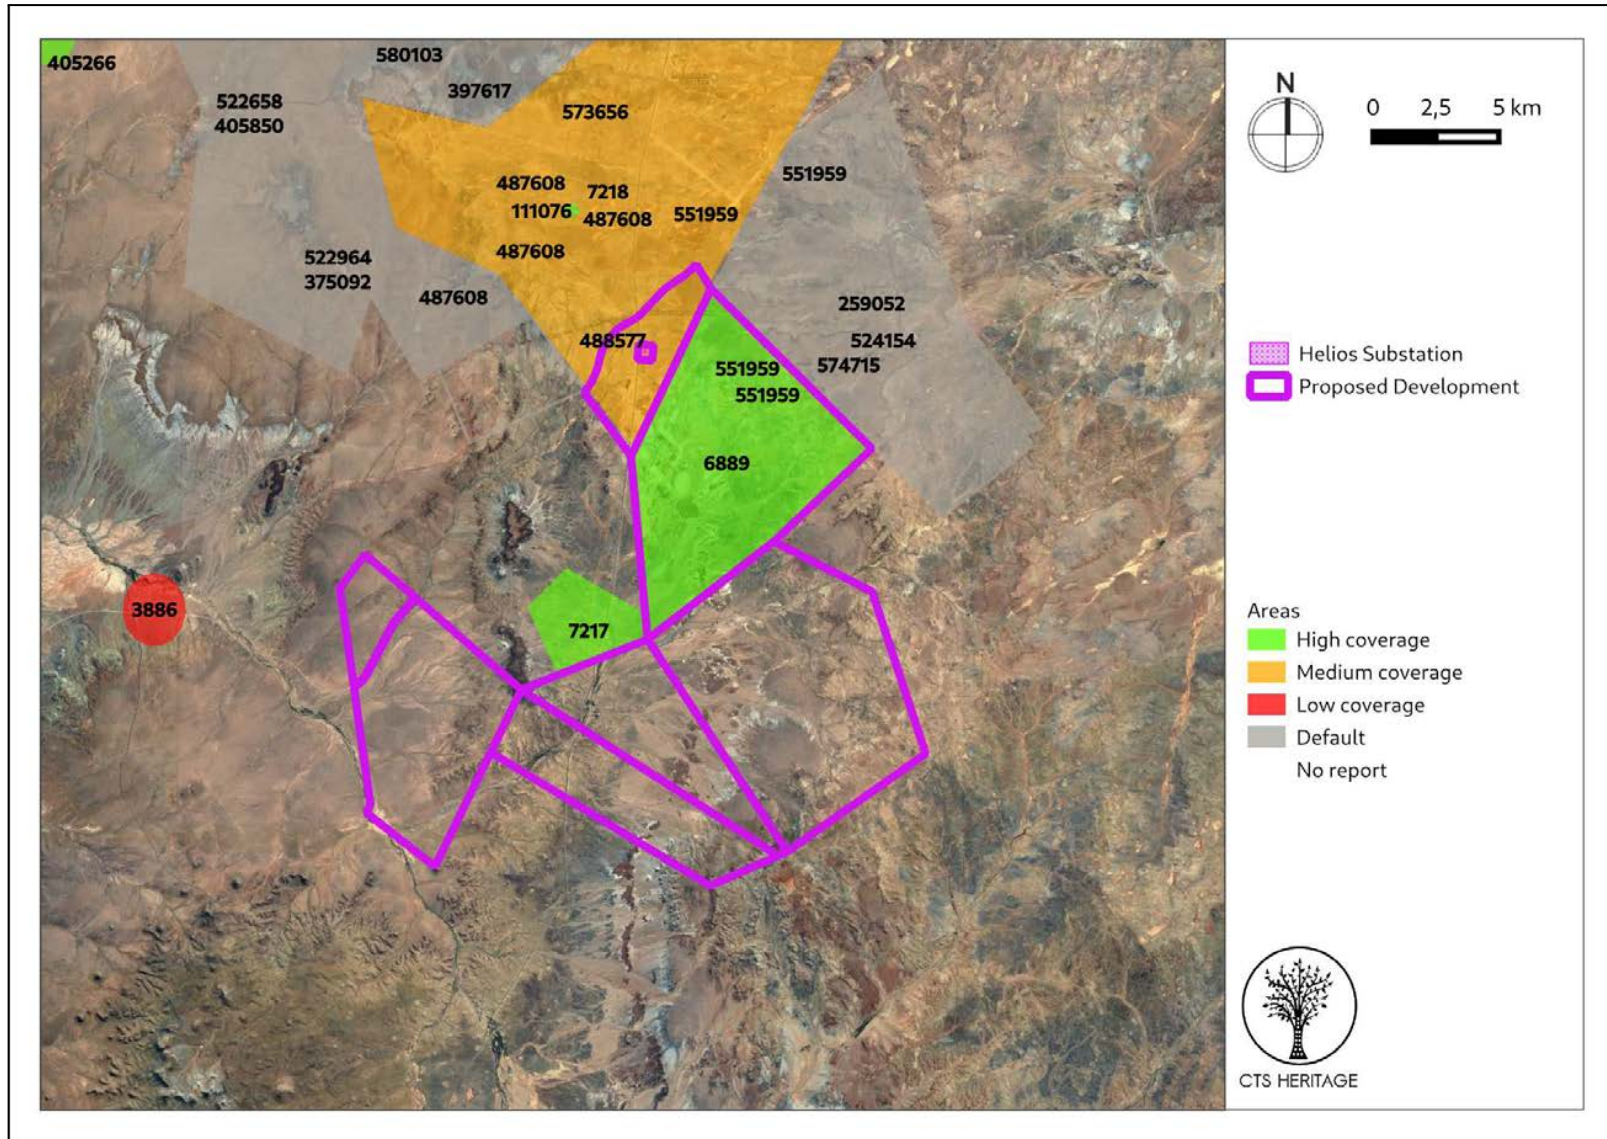 405266
580103
397617
522658
405850
573656
487608
7218
111076
487608
551959
551959
487608
522964
375092
487608
259052
488577
524154
574715
551959
551959
6889
7217
3886
N
0 2,5 5 km
Helios Substation
Proposed Development
Areas
High coverage
Medium coverage
Low coverage
Default
No report
CTS HERITAGE